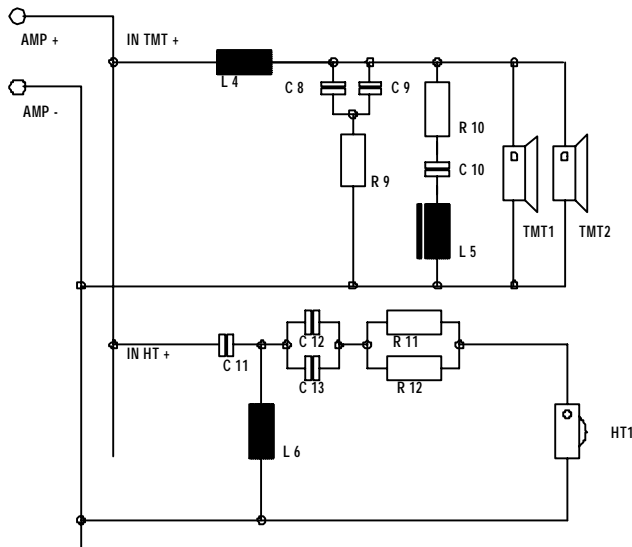 AMP +
IN TMT +
L 4
C 8
C 9
AMP -
R 10
C 10
R 9
TMT1
TMT2
L 5
IN HT +
C 11
C 12
R 11
C 13
R 12
HT1
L 6